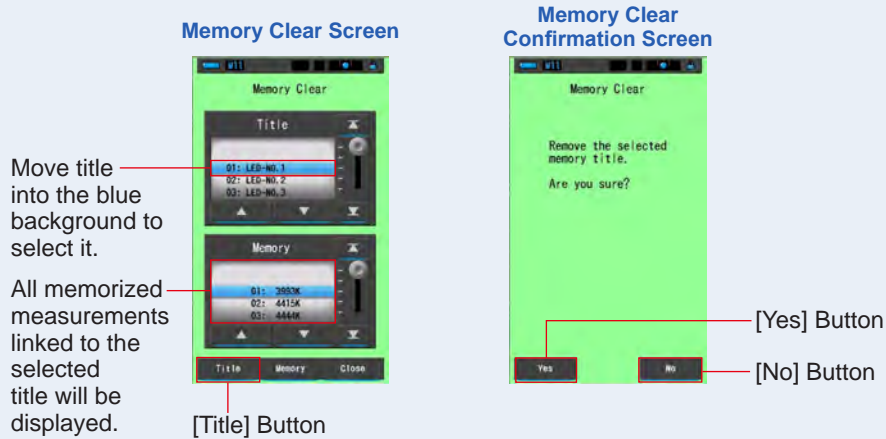 Memory Clear Screen
Memory Clear
Confirmation Screen
M11
Memory Clear
Title
01: LED-NO.1
02: LED-NO.2
03: LED-NO.3
Memory
01: 3993K
02: 4415K
03: 4444K
Title Memory Close
Move title
into the blue
background to
select it.
All memorized
measurements
linked to the
selected
title will be
displayed.
[Title] Button
M11
Memory Clear
Remove the selected
memory title.
Are you sure?
Yes No
[Yes] Button
[No] Button